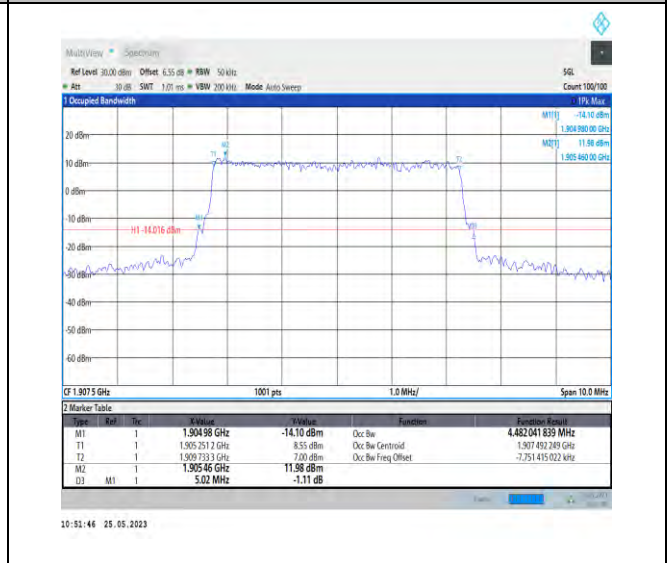 MultiView Spectrum
Ref Level 30.00 dBm Offset 6.55 dB RBW 50 kHz SGL
Att 30 dB SWT 1.01 ms VBW 200 kHz Mode Auto Sweep Count 100/100
1 Occupied Bandwidth 1Pk Max
M1[1] -14.10 dBm
1.904 980 00 GHz
20 dBm M2[1] 11.98 dBm
1.905 460 00 GHz
M2
T1 T2
10 dBm
0 dBm
-10 dBm
M1
H1 -14.016 dBm
-20 dBm
-30 dBm
-40 dBm
-50 dBm
-60 dBm
CF 1.907 5 GHz 1001 pts 1.0 MHz/ Span 10.0 MHz
2 Marker Table
Type Ref Trc X-Value Y-Value Function Function Result
M1 1 1.904 98 GHz -14.10 dBm Occ Bw 4.482 041 839 MHz
T1 1 1.905 251 2 GHz 8.55 dBm Occ Bw Centroid 1.907 492 249 GHz
T2 1 1.909 733 3 GHz 7.00 dBm Occ Bw Freq Offset -7.751 415 022 kHz
M2 1 1.905 46 GHz 11.98 dBm
D3 M1 1 5.02 MHz -1.11 dB
10:51:46 25.05.2023